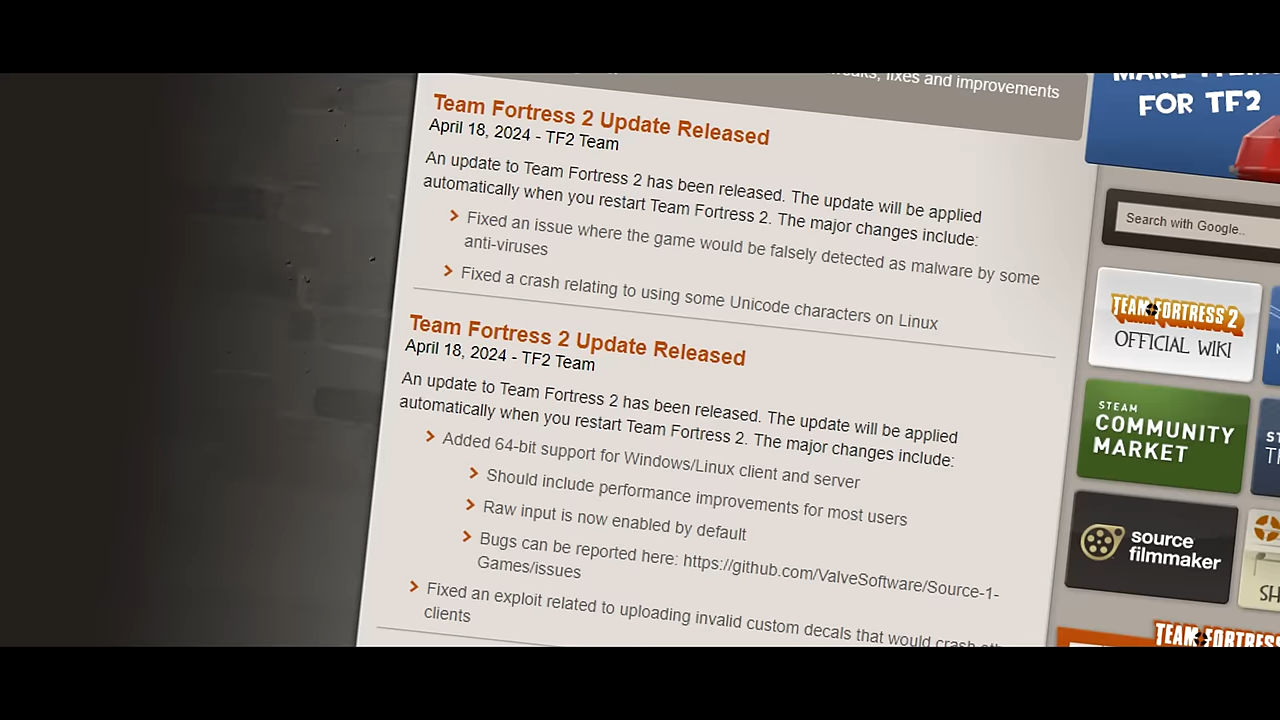 fixes and improvements
Team Fortress 2 Update Released
April 18, 2024 - TF2 Team
An update to Team Fortress 2 has been released. The update will be applied
automatically when you restart Team Fortress 2. The major changes include:
Fixed an issue where the game would be falsely detected as malware by some
anti-viruses
Fixed a crash relating to using some Unicode characters on Linux
Team Fortress 2 Update Released
April 18, 2024 - TF2 Team
An update to Team Fortress 2 has been released. The update will be applied
automatically when you restart Team Fortress 2. The major changes include:
Added 64-bit support for Windows/Linux client and server
Should include performance improvements for most users
Raw input is now enabled by default
Bugs can be reported here: https://github.com/ValveSoftware/Source-1-
Games/issues
Fixed an exploit related to uploading invalid custom decals that would crash
clients
FOR TF2
Search with Google..
TEAM FORTRESS 2
OFFICIAL WIKI
STEAM
COMMUNITY
MARKET
source
filmmaker
TEAM FORTRESS